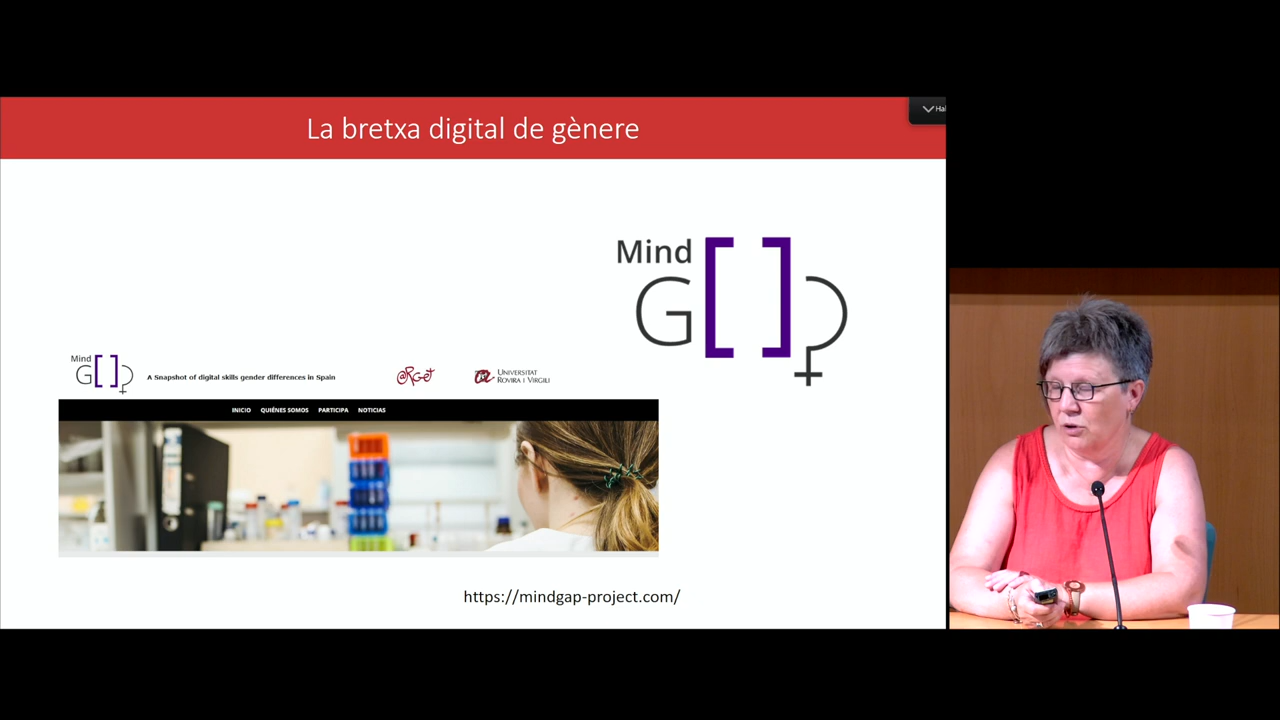 La bretxa digital de gènere
Mind
G[ ]
Mind
G[ ]
A Snapshot of digital skills gender differences in Spain
@RGET
UNIVERSITAT
ROVIRA I VIRGILI
INICIO QUIÉNES SOMOS PARTICIPA NOTICIAS
https://mindgap-project.com/